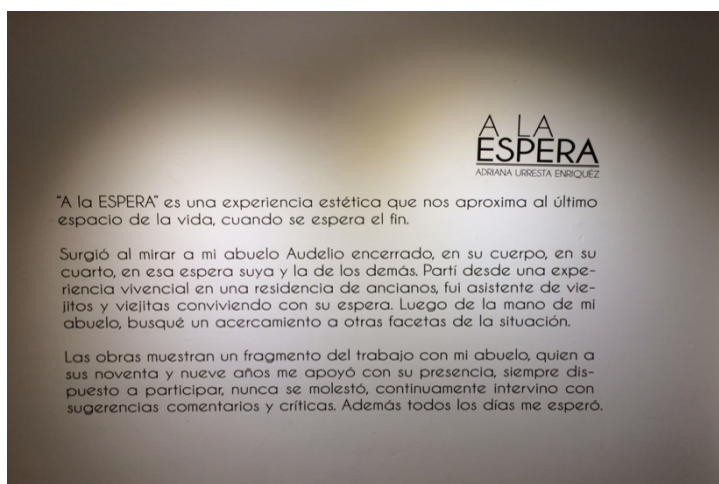 A LA
ESPERA
ADRIANA URRESTA ENRIQUÉZ
"A la ESPERA" es una experiencia estética que nos aproxima al último
espacio de la vida, cuando se espera el fin.
Surgió al mirar a mi abuelo Audelio encerrado, en su cuerpo, en su
cuarto, en esa espera suya y la de los demás. Partí desde una expe-
riencia vivencial en una residencia de ancianos, fui asistente de vie-
jitos y viejitas conviviendo con su espera. Luego de la mano de mi
abuelo, busqué un acercamiento a otras facetas de la situación.
Las obras muestran un fragmento del trabajo con mi abuelo, quien a
sus noventa y nueve años me apoyó con su presencia, siempre dis-
puesto a participar, nunca se molestó, continuamente intervino con
sugerencias comentarios y críticas. Además todos los días me esperó.